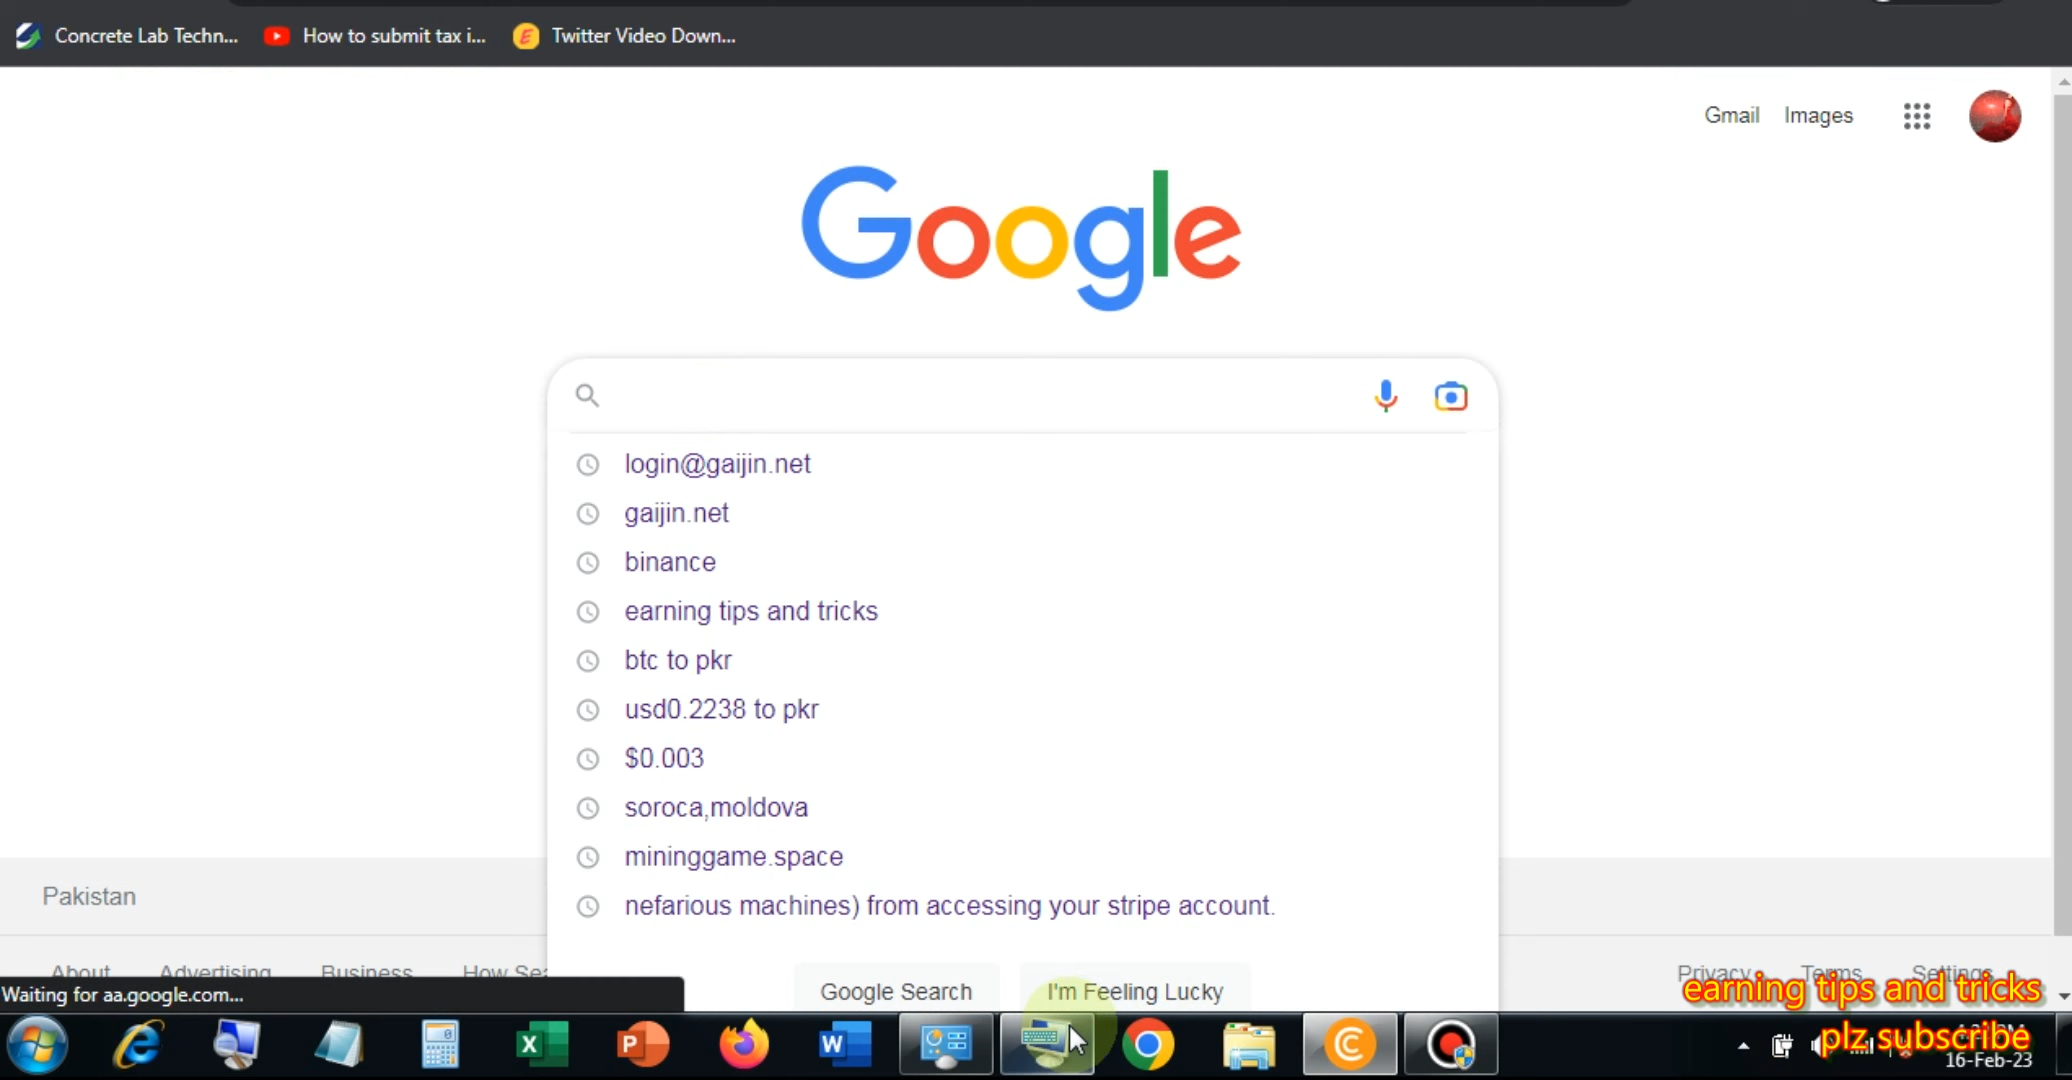 Concrete Lab Techn... How to submit tax i... Twitter Video Down...
Gmail Images
Google
login@gaijin.net
gaijin.net
binance
earning tips and tricks
btc to pkr
usd0.2238 to pkr
$0.003
soroca,moldova
mininggame.space
nefarious machines) from accessing your stripe account.
Pakistan
About Advertising Business How Sea
Privacy Terms Settings
Google Search I'm Feeling Lucky
Waiting for aa.google.com...
earning tips and tricks
plz subscribe
16-Feb-23